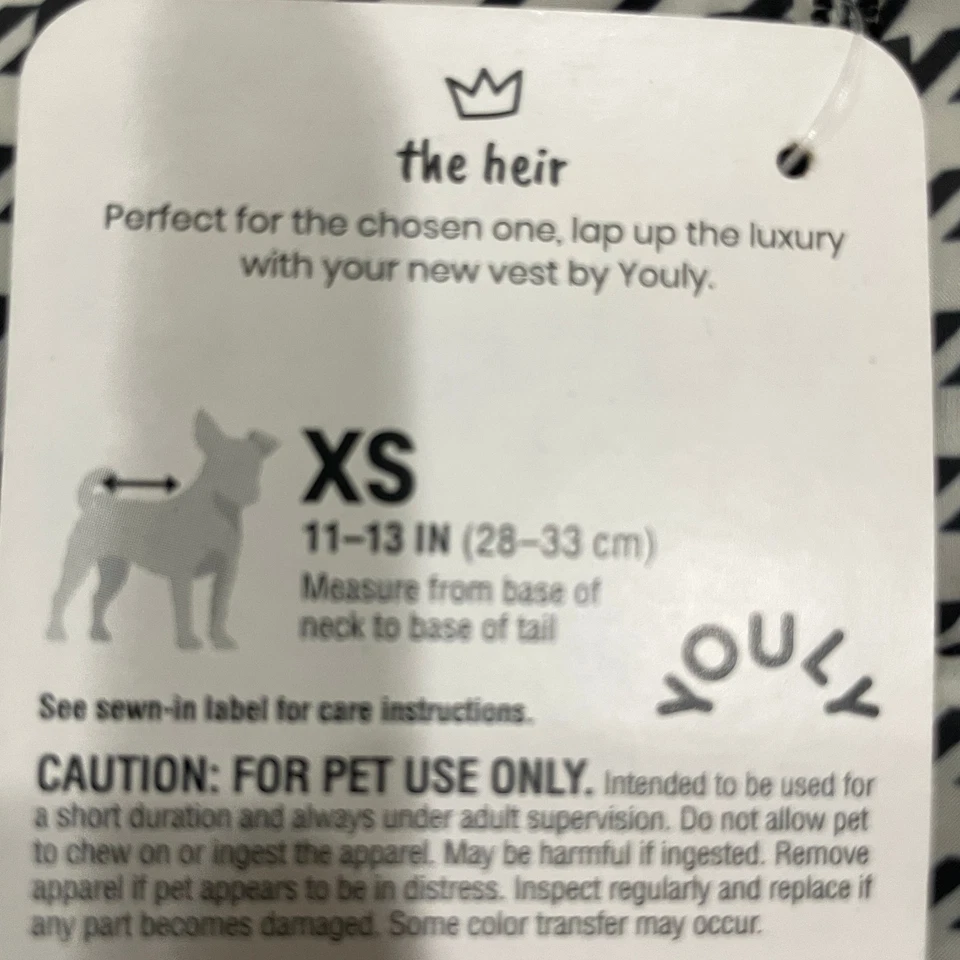 the heir
Perfect for the chosen one, lap up the luxury
with your new vest by Youly.
XS
11–13 IN (28–33 cm)
Measure from base of
neck to base of tail
YOULY
See sewn-in label for care instructions.
CAUTION: FOR PET USE ONLY. Intended to be used for
a short duration and always under adult supervision. Do not allow pet
to chew on or ingest the apparel. May be harmful if ingested. Remove
apparel if pet appears to be in distress. Inspect regularly and replace if
any part becomes damaged. Some color transfer may occur.